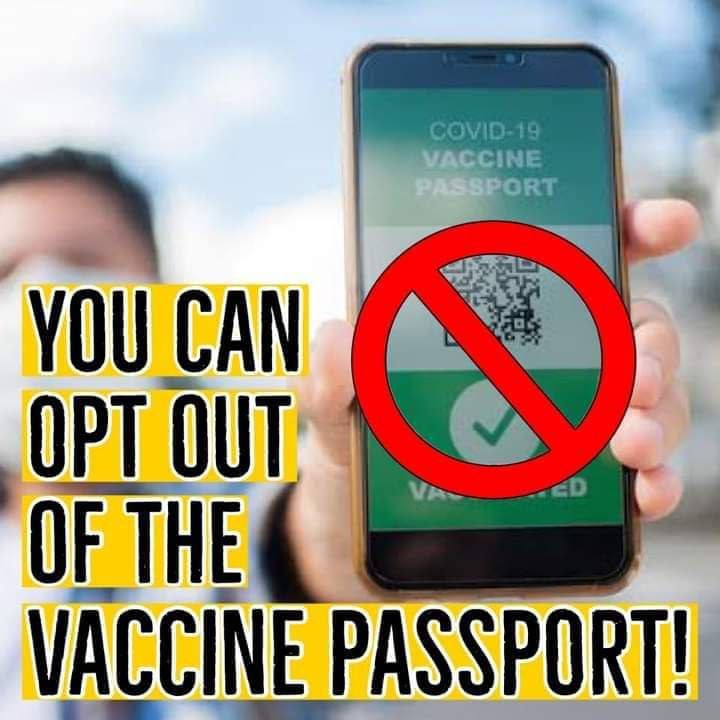 COVID-19
VACCINE
PASSPORT
YOU CAN
OPT OUT
OF THE
VACCINE PASSPORT!